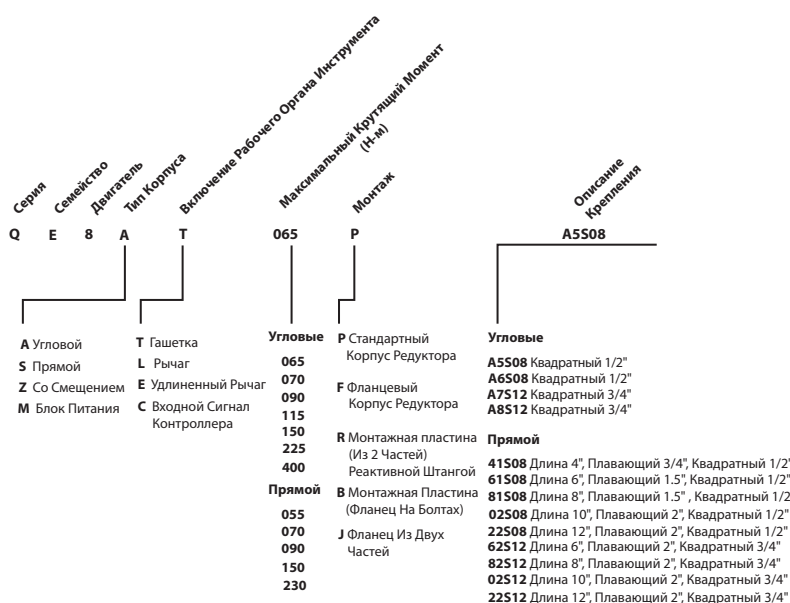 Серия
Семейство
Двигатель
Тип Корпуса
Включение Рабочего Органа Инструмента
Максимальный Крутящий Момент
(Н-м)
Монтаж
Описание
Крепления
Q E 8 A T 065 P A5S08
A Угловой
S Прямой
Z Со Смещением
M Блок Питания
T Гашетка
L Рычаг
E Удлиненный Рычаг
C Входной Сигнал
Контроллера
Угловые
065
070
090
115
150
225
400
Прямой
055
070
090
150
230
P Стандартный
Корпус Редуктора
F Фланцевый
Корпус Редуктора
R Монтажная пластина
(Из 2 Частей)
Реактивной Штангой
B Монтажная Пластина
(Фланец На Болтах)
J Фланец Из Двух
Частей
Угловые
A5S08 Квадратный 1/2"
A6S08 Квадратный 1/2"
A7S12 Квадратный 3/4"
A8S12 Квадратный 3/4"
Прямой
41S08 Длина 4", Плавающий 3/4", Квадратный 1/2"
61S08 Длина 6", Плавающий 1.5", Квадратный 1/2"
81S08 Длина 8", Плавающий 1.5" , Квадратный 1/2
02S08 Длина 10", Плавающий 2", Квадратный 1/2"
22S08 Длина 12", Плавающий 2", Квадратный 1/2"
62S12 Длина 6", Плавающий 2", Квадратный 3/4"
82S12 Длина 8", Плавающий 2", Квадратный 3/4"
02S12 Длина 10", Плавающий 2", Квадратный 3/4"
22S12 Длина 12", Плавающий 2", Квадратный 3/4"